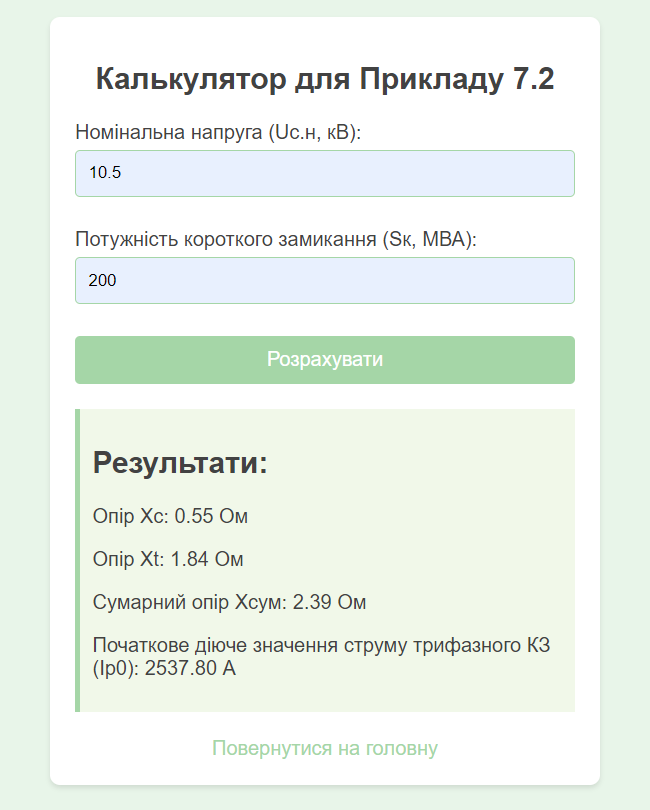 Калькулятор для Прикладу 7.2
Номінальна напруга (Uс.н, кВ):
10.5
Потужність короткого замикання (Sк, МВА):
200
Розрахувати
Результати:
Опір Xc: 0.55 Ом
Опір Xt: 1.84 Ом
Сумарний опір Xсум: 2.39 Ом
Початкове діюче значення струму трифазного КЗ
(Ip0): 2537.80 А
Повернутися на головну